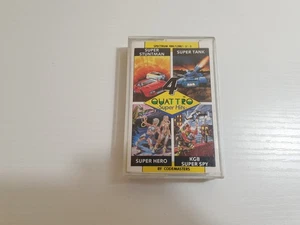 SUPER STUNTMAN
SUPER TANK
4
QUATTRO
Super Hits
SUPER HERO
KGB
SUPER SPY
BY CODEMASTERS